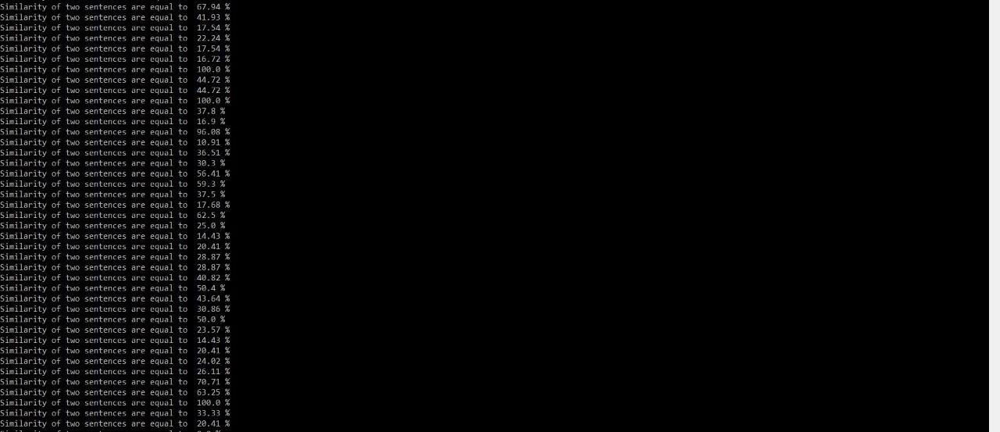 Similarity of two sentences are equal to  67.94 %
Similarity of two sentences are equal to  41.93 %
Similarity of two sentences are equal to  17.54 %
Similarity of two sentences are equal to  22.24 %
Similarity of two sentences are equal to  17.54 %
Similarity of two sentences are equal to  16.72 %
Similarity of two sentences are equal to  100.0 %
Similarity of two sentences are equal to  44.72 %
Similarity of two sentences are equal to  44.72 %
Similarity of two sentences are equal to  100.0 %
Similarity of two sentences are equal to  37.8 %
Similarity of two sentences are equal to  16.9 %
Similarity of two sentences are equal to  96.08 %
Similarity of two sentences are equal to  10.91 %
Similarity of two sentences are equal to  36.51 %
Similarity of two sentences are equal to  30.3 %
Similarity of two sentences are equal to  56.41 %
Similarity of two sentences are equal to  59.3 %
Similarity of two sentences are equal to  37.5 %
Similarity of two sentences are equal to  17.68 %
Similarity of two sentences are equal to  62.5 %
Similarity of two sentences are equal to  25.0 %
Similarity of two sentences are equal to  14.43 %
Similarity of two sentences are equal to  20.41 %
Similarity of two sentences are equal to  28.87 %
Similarity of two sentences are equal to  28.87 %
Similarity of two sentences are equal to  40.82 %
Similarity of two sentences are equal to  50.4 %
Similarity of two sentences are equal to  43.64 %
Similarity of two sentences are equal to  30.86 %
Similarity of two sentences are equal to  50.0 %
Similarity of two sentences are equal to  23.57 %
Similarity of two sentences are equal to  14.43 %
Similarity of two sentences are equal to  20.41 %
Similarity of two sentences are equal to  24.02 %
Similarity of two sentences are equal to  26.11 %
Similarity of two sentences are equal to  70.71 %
Similarity of two sentences are equal to  63.25 %
Similarity of two sentences are equal to  100.0 %
Similarity of two sentences are equal to  33.33 %
Similarity of two sentences are equal to  20.41 %